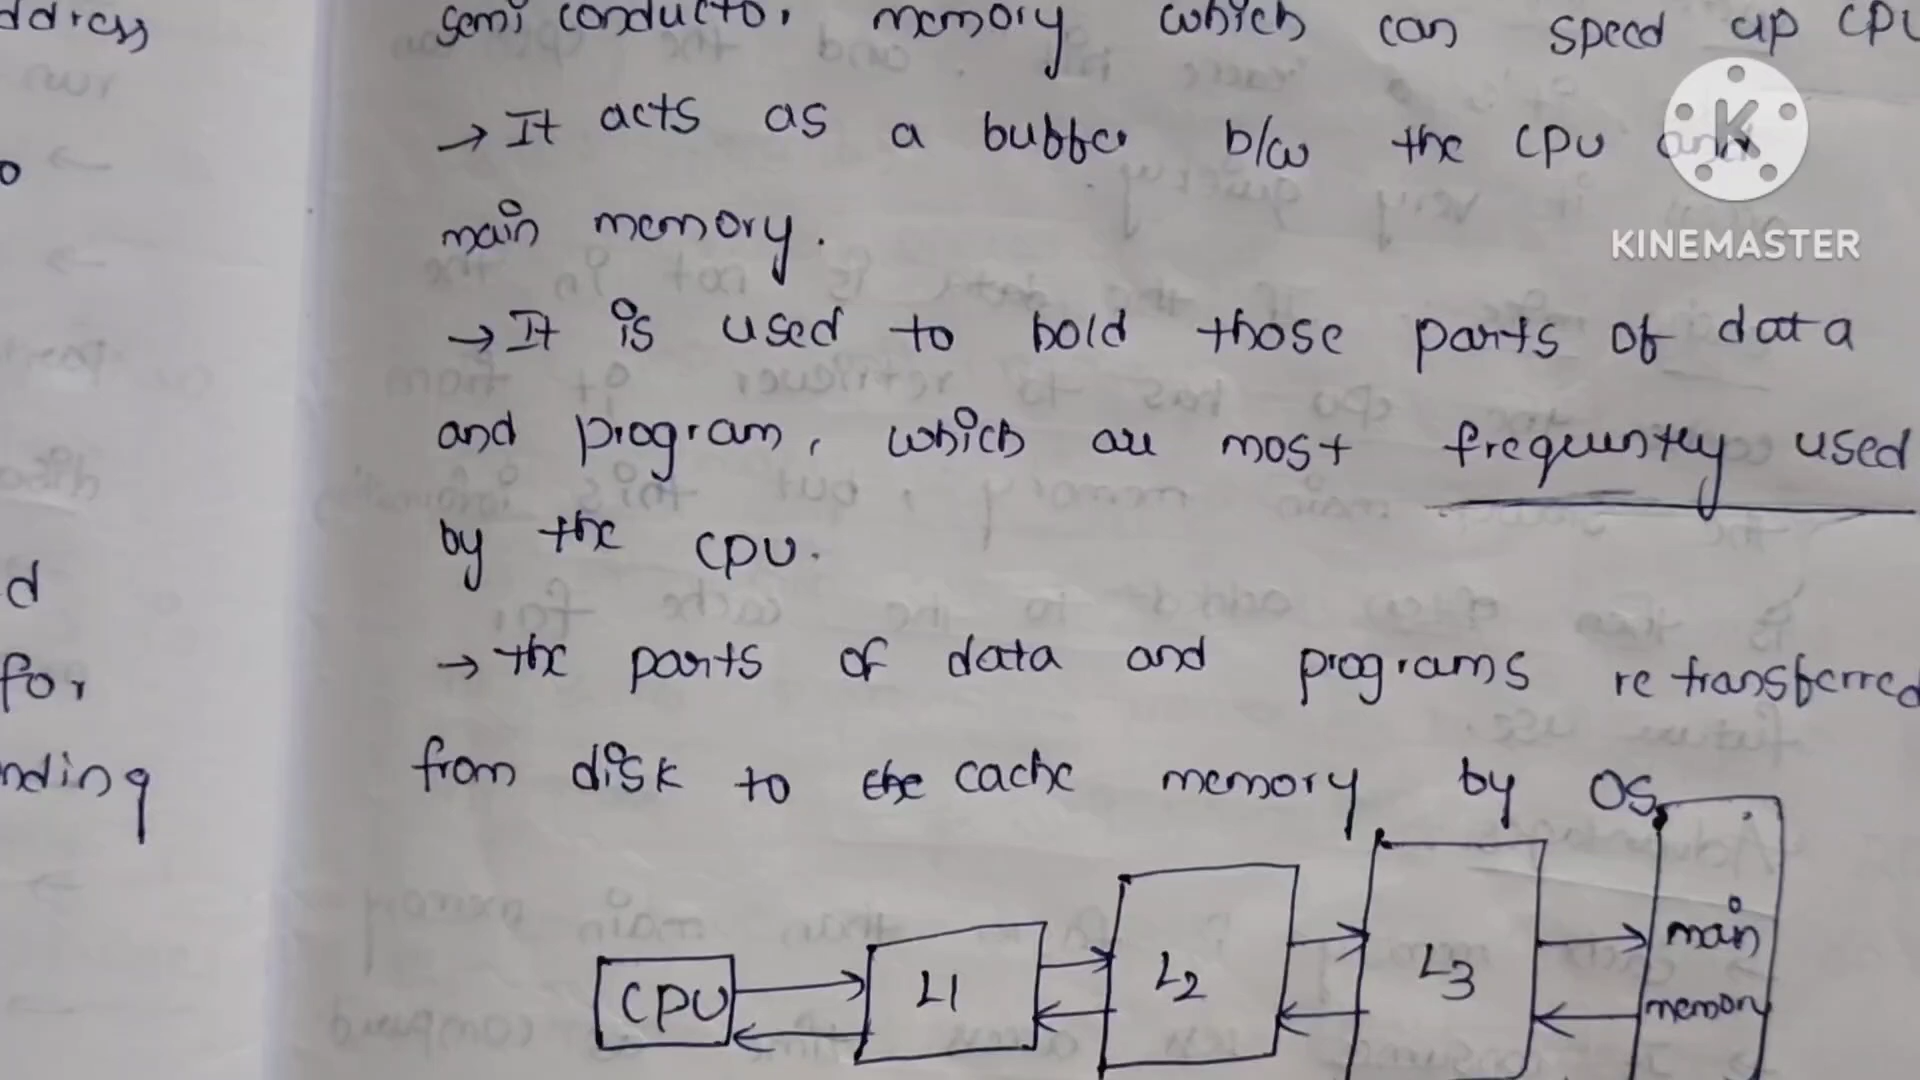 ddress
o
d
for
nding
semi conductor memory which can speed up CPU
→ It acts as a buffer b/w the CPU and
main memory.
→ It is used to hold those parts of data
and program, which are most frequently used
by the CPU.
→ the parts of data and programs re transferred
from disk to the cache memory by OS
CPU
L1
L2
L3
main
memory
KINEMASTER